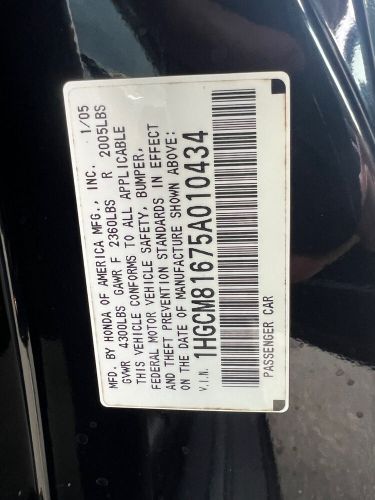 MFD. BY HONDA OF AMERICA MFG., INC. 1/05
GVWR 4300LBS GAWR F 2360LBS R 2005LBS
THIS VEHICLE CONFORMS TO ALL APPLICABLE
FEDERAL MOTOR VEHICLE SAFETY, BUMPER,
AND THEFT PREVENTION STANDARDS IN EFFECT
ON THE DATE OF MANUFACTURE SHOWN ABOVE:
V.I.N. 1HGCM81675A010434
PASSENGER CAR